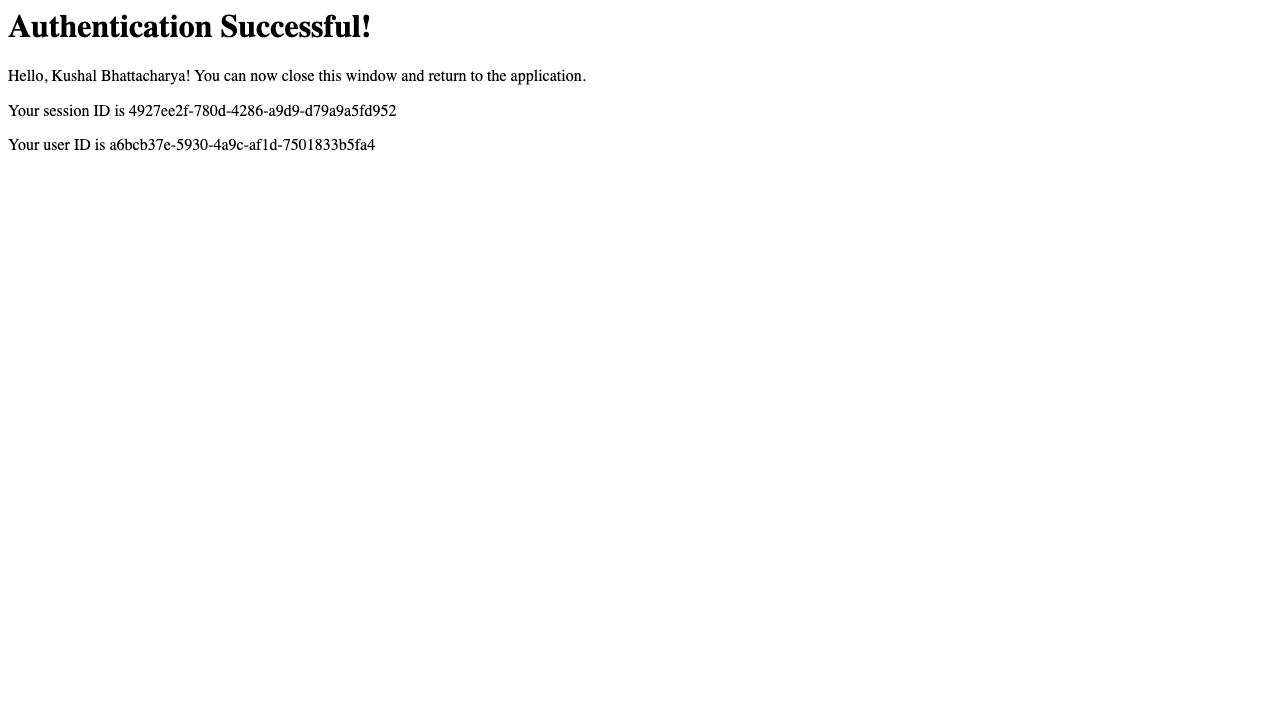 Authentication Successful!
Hello, Kushal Bhattacharya! You can now close this window and return to the application.
Your session ID is 4927ee2f-780d-4286-a9d9-d79a9a5fd952
Your user ID is a6bcb37e-5930-4a9c-af1d-7501833b5fa4